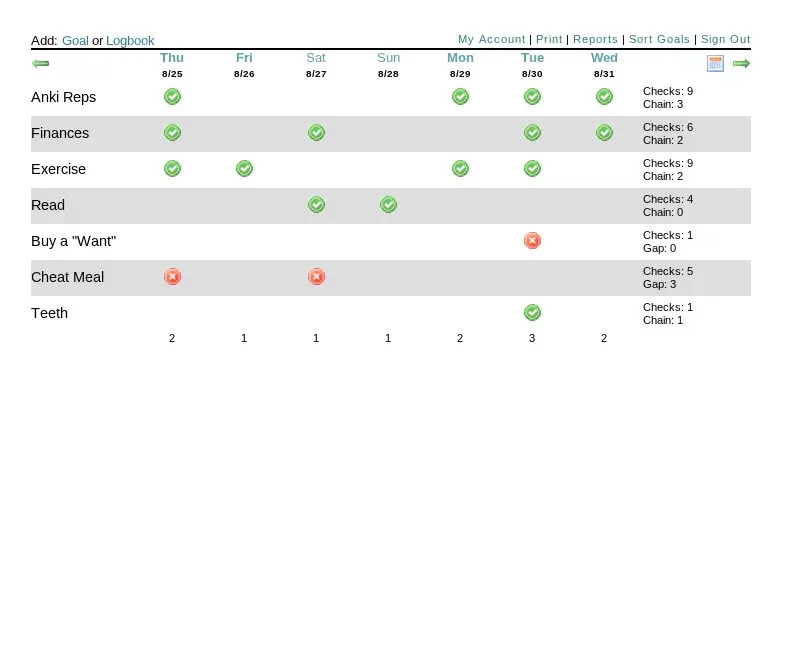 Add: Goal or Logbook My Account | Print | Reports | Sort Goals | Sign Out
Thu Fri Sat Sun Mon Tue Wed
8/25 8/26 8/27 8/28 8/29 8/30 8/31
Anki Reps Checks: 9
Chain: 3
Finances Checks: 6
Chain: 2
Exercise Checks: 9
Chain: 2
Read Checks: 4
Chain: 0
Buy a "Want" Checks: 1
Gap: 0
Cheat Meal Checks: 5
Gap: 3
Teeth Checks: 1
Chain: 1
2 1 1 1 2 3 2